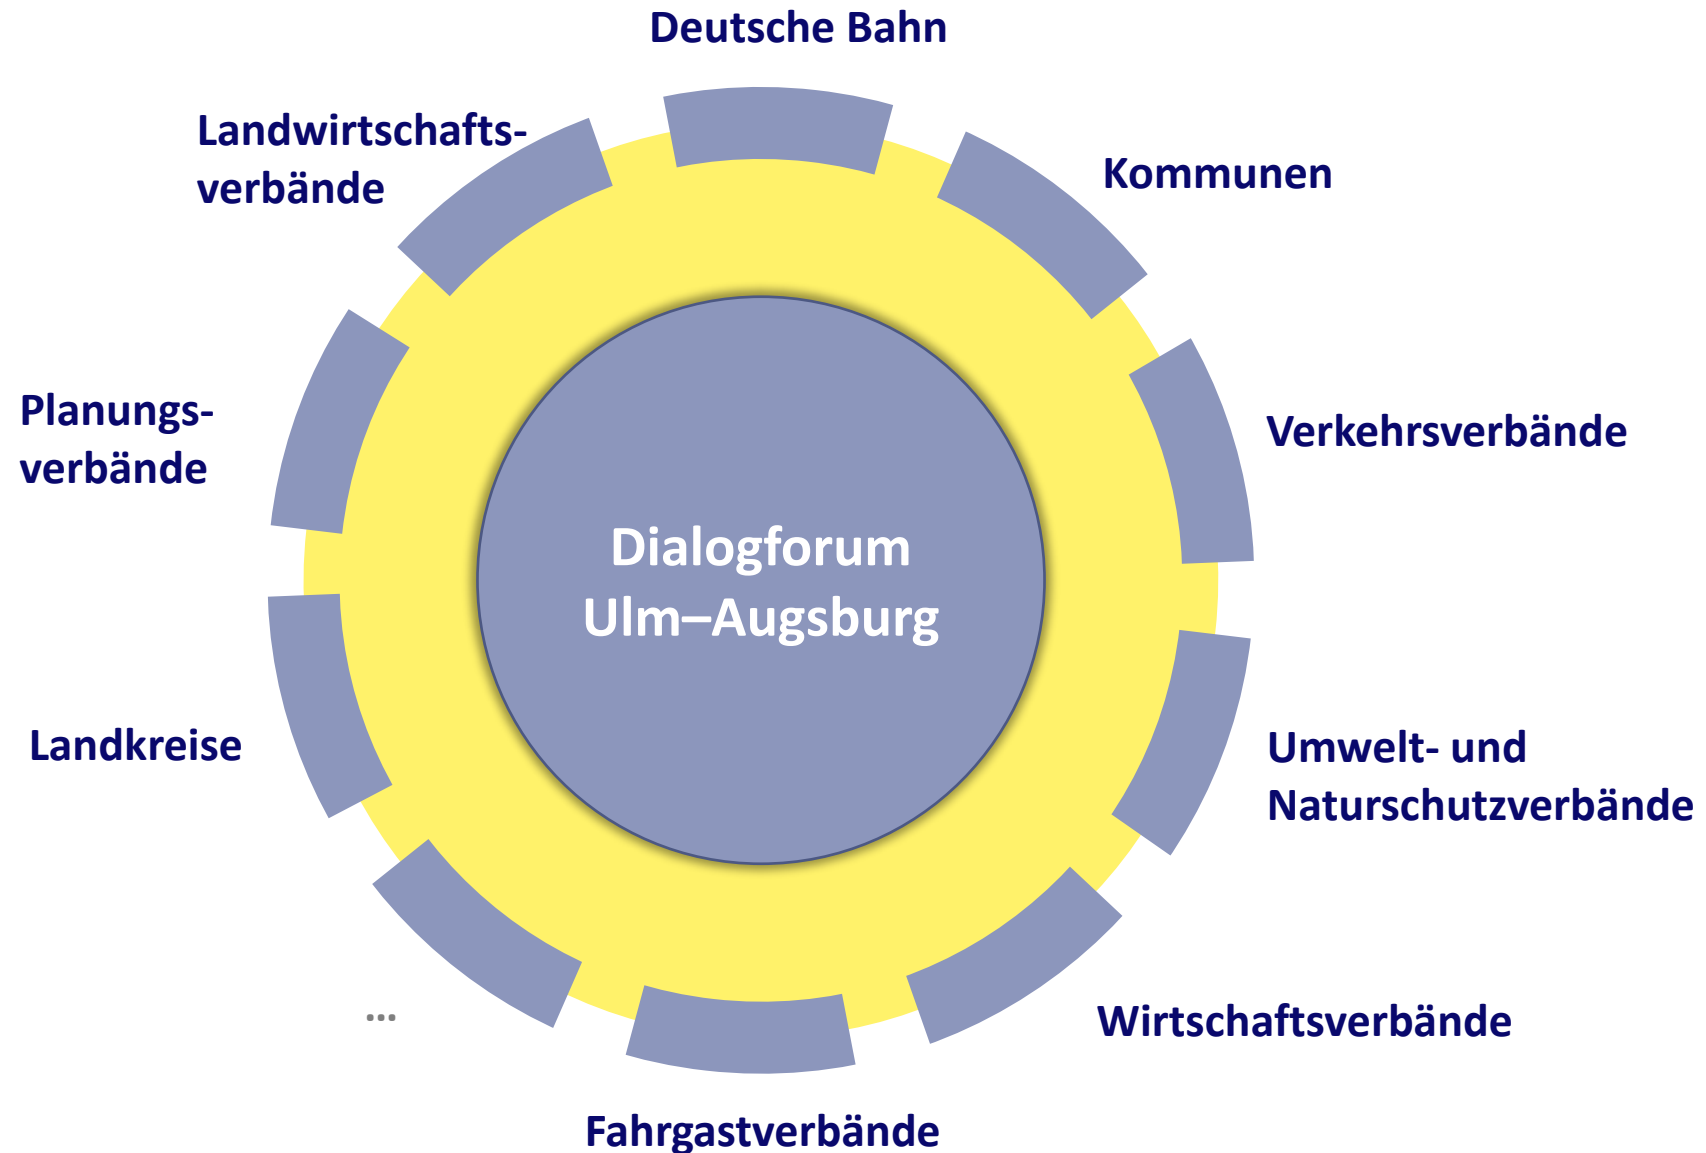 Deutsche Bahn
Landwirtschafts-
verbände
Kommunen
Planungs-
verbände
Verkehrsverbände
Dialogforum
Ulm–Augsburg
Landkreise
Umwelt- und
Naturschutzverbände
...
Wirtschaftsverbände
Fahrgastverbände